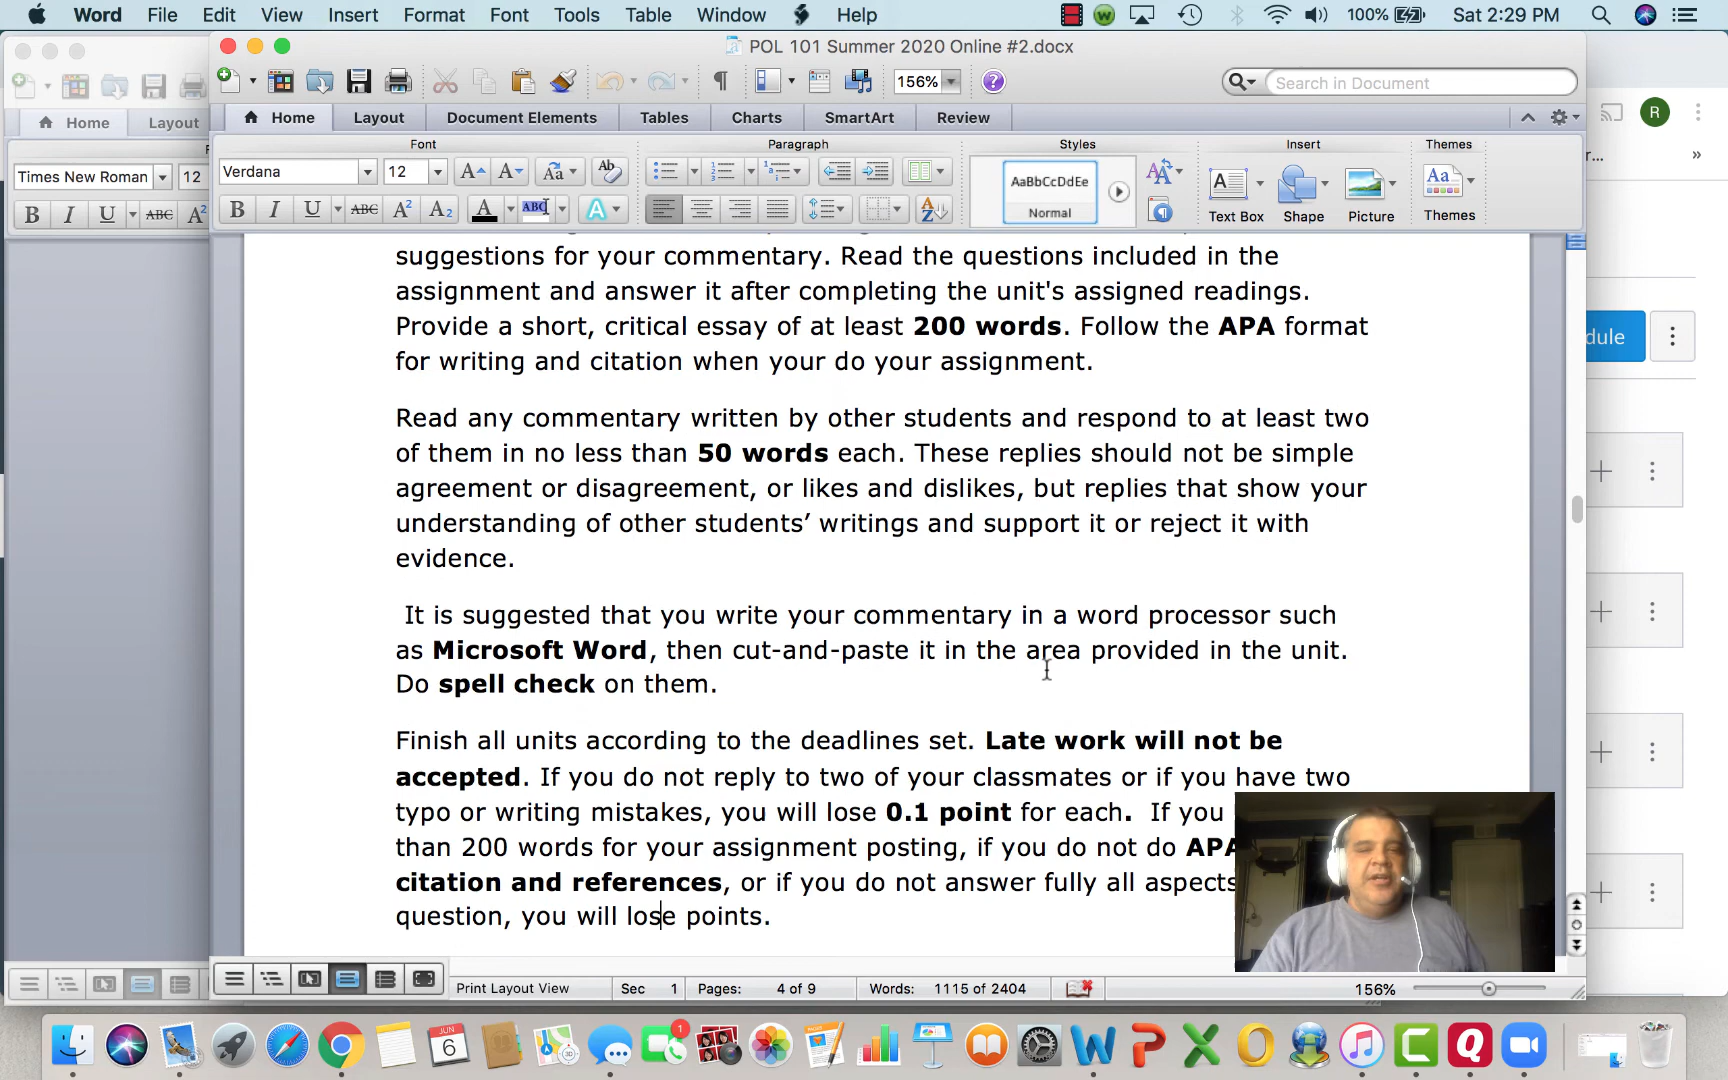 Word File Edit View Insert Format Font Tools Table Window Help 100% Sat 2:29 PM
POL 101 Summer 2020 Online #2.docx
156% Search in Document
Home Layout
Home Layout Document Elements Tables Charts SmartArt Review
Font Paragraph Styles Insert Themes
Times New Roman 12
Verdana 12
AaBbCcDdEe
Normal
Text Box Shape Picture Themes
R
dule
suggestions for your commentary. Read the questions included in the
assignment and answer it after completing the unit's assigned readings.
Provide a short, critical essay of at least 200 words. Follow the APA format
for writing and citation when your do your assignment.
Read any commentary written by other students and respond to at least two
of them in no less than 50 words each. These replies should not be simple
agreement or disagreement, or likes and dislikes, but replies that show your
understanding of other students’ writings and support it or reject it with
evidence.
It is suggested that you write your commentary in a word processor such
as Microsoft Word, then cut-and-paste it in the area provided in the unit.
Do spell check on them.
Finish all units according to the deadlines set. Late work will not be
accepted. If you do not reply to two of your classmates or if you have two
typo or writing mistakes, you will lose 0.1 point for each. If you
than 200 words for your assignment posting, if you do not do APA
citation and references, or if you do not answer fully all aspects
question, you will lose points.
Print Layout View Sec 1 Pages: 4 of 9 Words: 1115 of 2404 156%
JUN
6
1